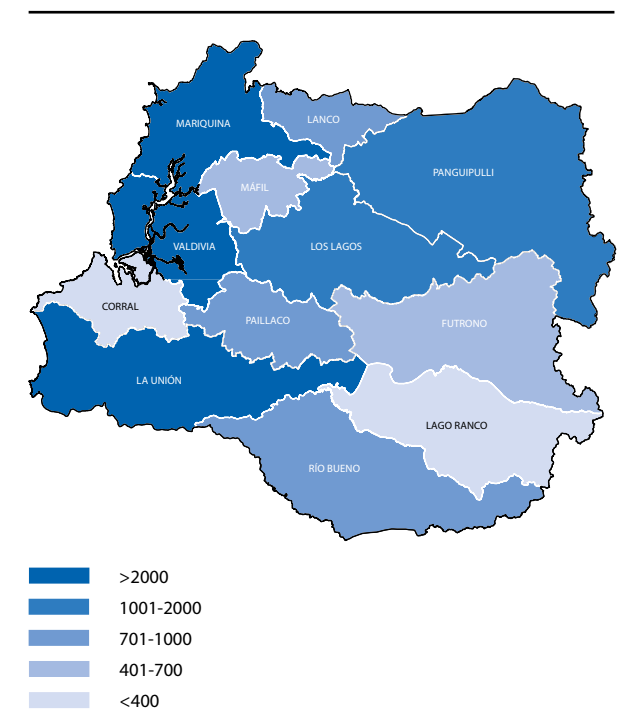 LANCO
MARIQUINA
PANGUIPULLI
MÁFIL
VALDIVIA
LOS LAGOS
CORRAL
PAILLACO
FUTRONO
LA UNIÓN
LAGO RANCO
RÍO BUENO
>2000
1001-2000
701-1000
401-700
<400